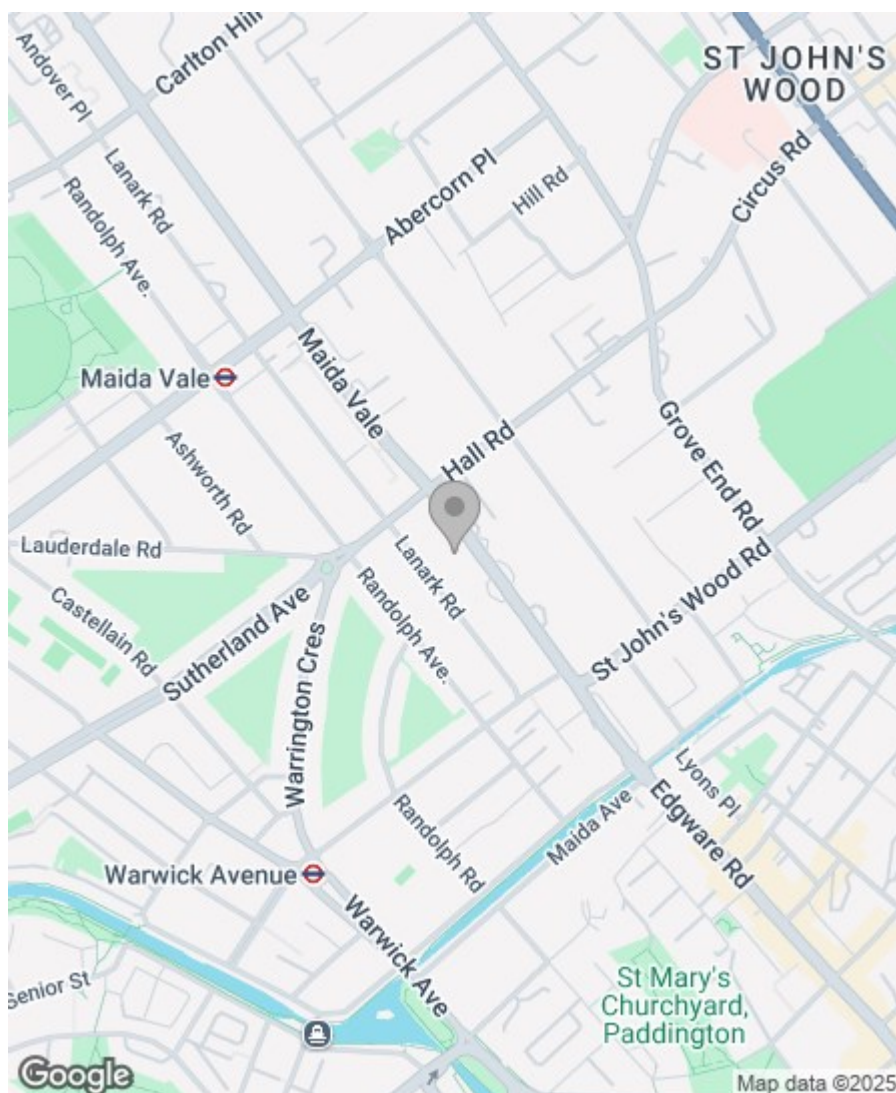 Andover Pl
Carlton Hill
ST JOHN'S
WOOD
Lanark Rd
Randolph Ave.
Abercorn Pl
Hill Rd
Circus Rd
Maida Vale
Maida Vale
Hall Rd
Grove End Rd
Ashworth Rd
Lauderdale Rd
Lanark Rd
Castellain Rd
Sutherland Ave
Randolph Ave.
St John's Wood Rd
Warrington Cres
Lyons Pl
Maida Ave
Edgware Rd
Randolph Rd
Warwick Avenue
Warwick Ave
Senior St
St Mary's
Churchyard,
Paddington
Google
Map data ©2025